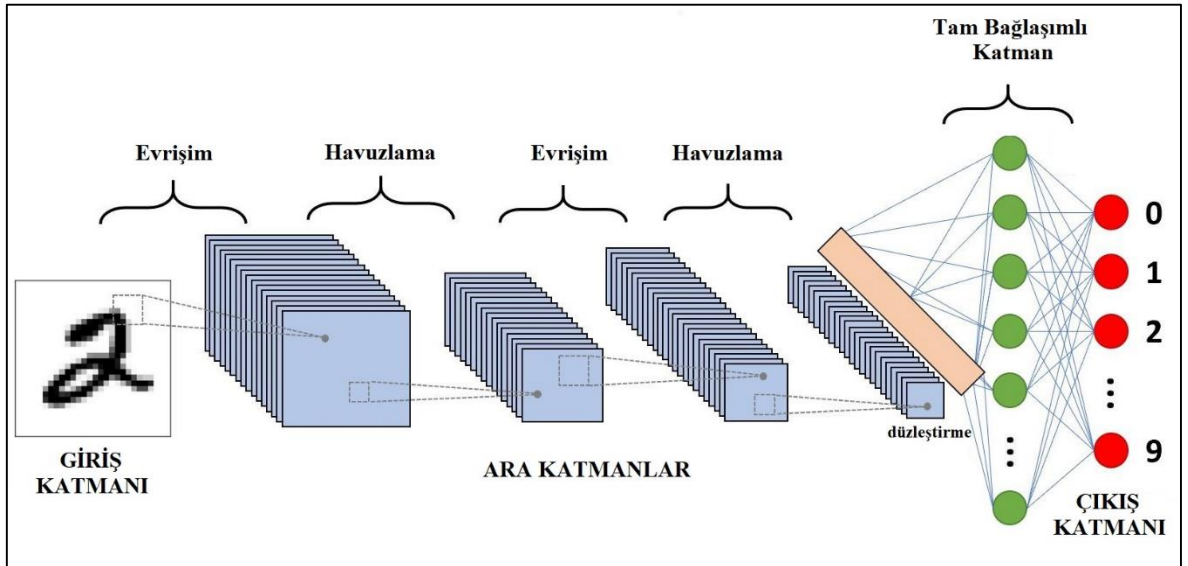 Tam Bağlaşımlı
Katman
Evrişim
Havuzlama
Evrişim
Havuzlama
0
1
2
...
9
düzleştirme
GİRİŞ
KATMANI
ARA KATMANLAR
...
ÇIKIŞ
KATMANI